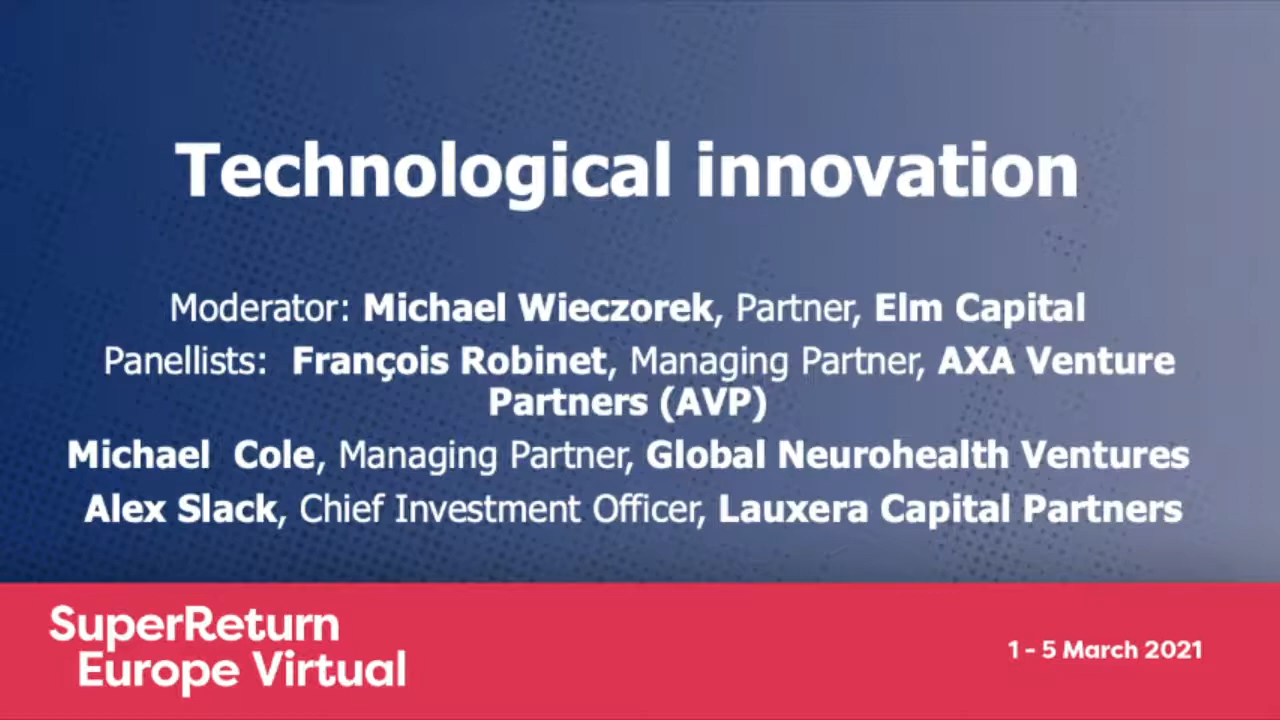 Technological innovation
Moderator: Michael Wieczorek, Partner, Elm Capital
Panellists:  François Robinet, Managing Partner, AXA Venture
Partners (AVP)
Michael  Cole, Managing Partner, Global Neurohealth Ventures
Alex Slack, Chief Investment Officer, Lauxera Capital Partners
SuperReturn
Europe Virtual
1 - 5 March 2021